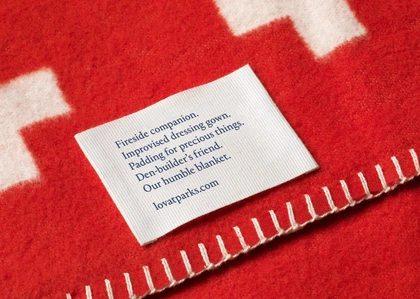 Fireside companion.
Improvised dressing gown.
Padding for precious things.
Den-builder's friend.
Our humble blanket.
lovatparks.com